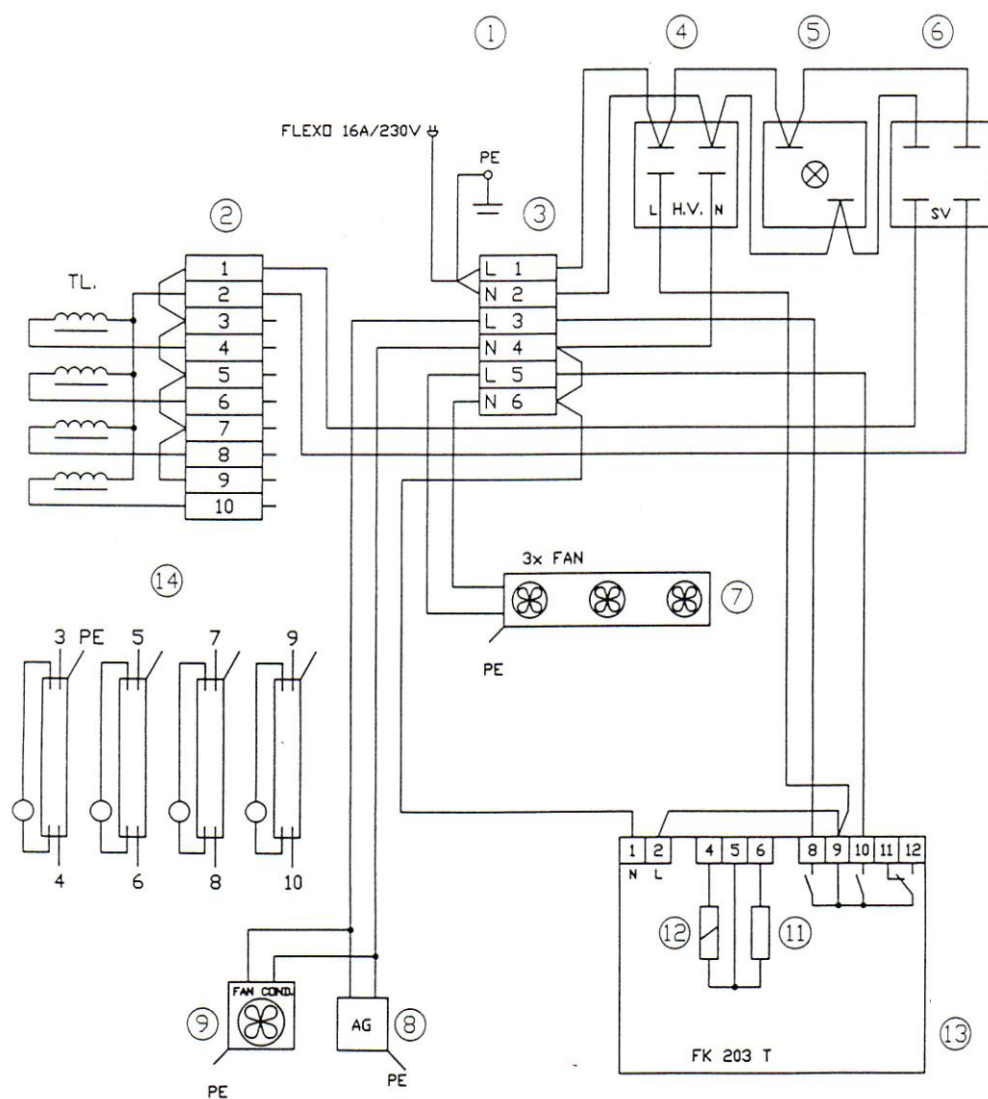 1 4 5 6
FLEXO 16A/230V
PE
2 3
L H.V. N
SV
TL.
1
2
3
4
5
6
7
8
9
10
L 1
N 2
L 3
N 4
L 5
N 6
3x FAN
7
PE
14
3 PE 5 7 9
4 6 8 10
1 2 4 5 6 8 9 10 11 12
N L
12 11
FAN COND.
9
AG
8
PE
PE
FK 203 T
13